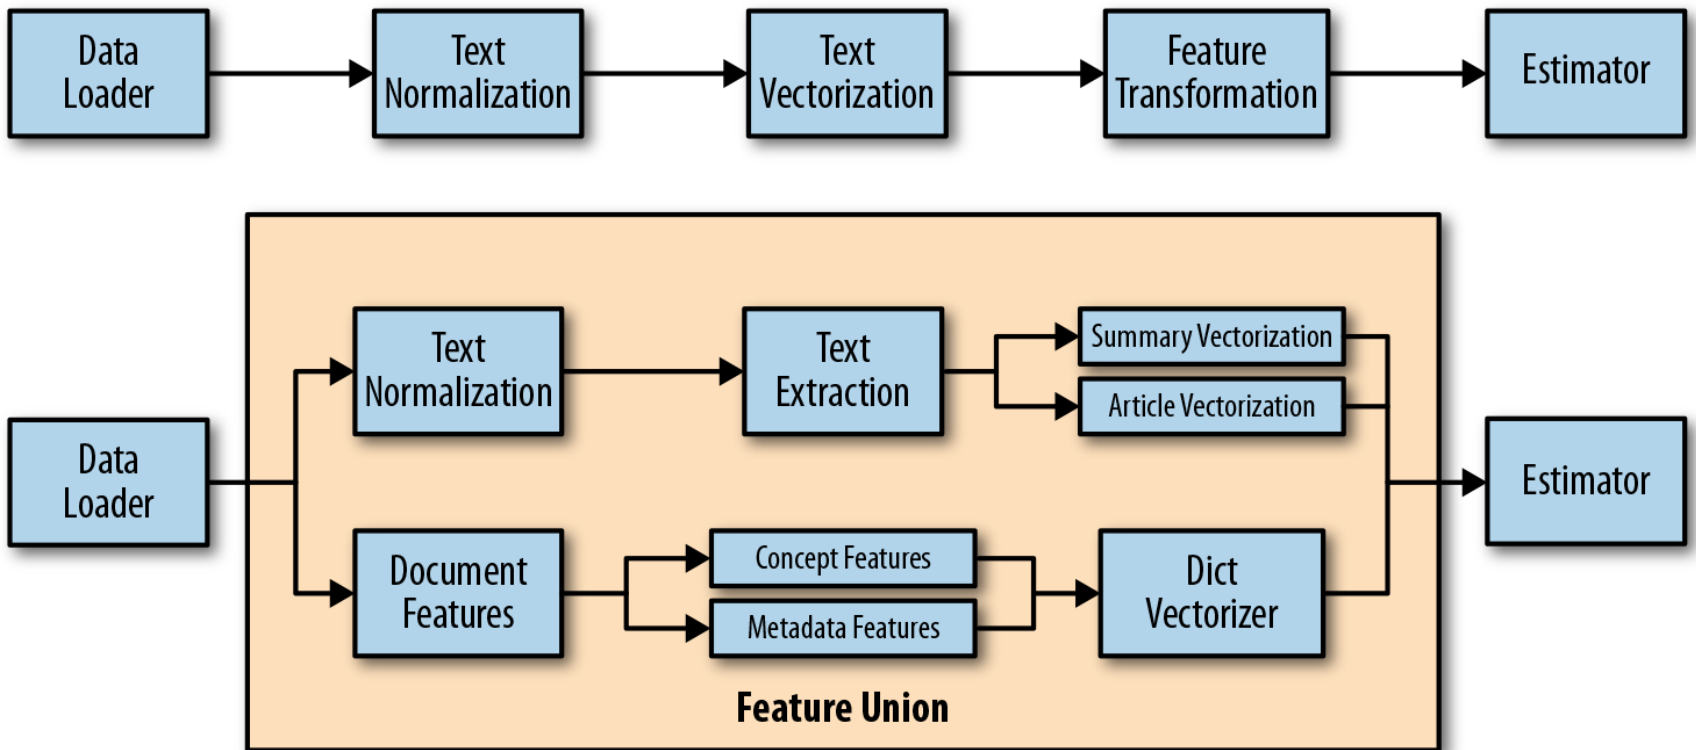 Data
Loader
Text
Normalization
Text
Vectorization
Feature
Transformation
Estimator
Text
Normalization
Text
Extraction
Summary Vectorization
Article Vectorization
Data
Loader
Estimator
Document
Features
Concept Features
Metadata Features
Dict
Vectorizer
Feature Union